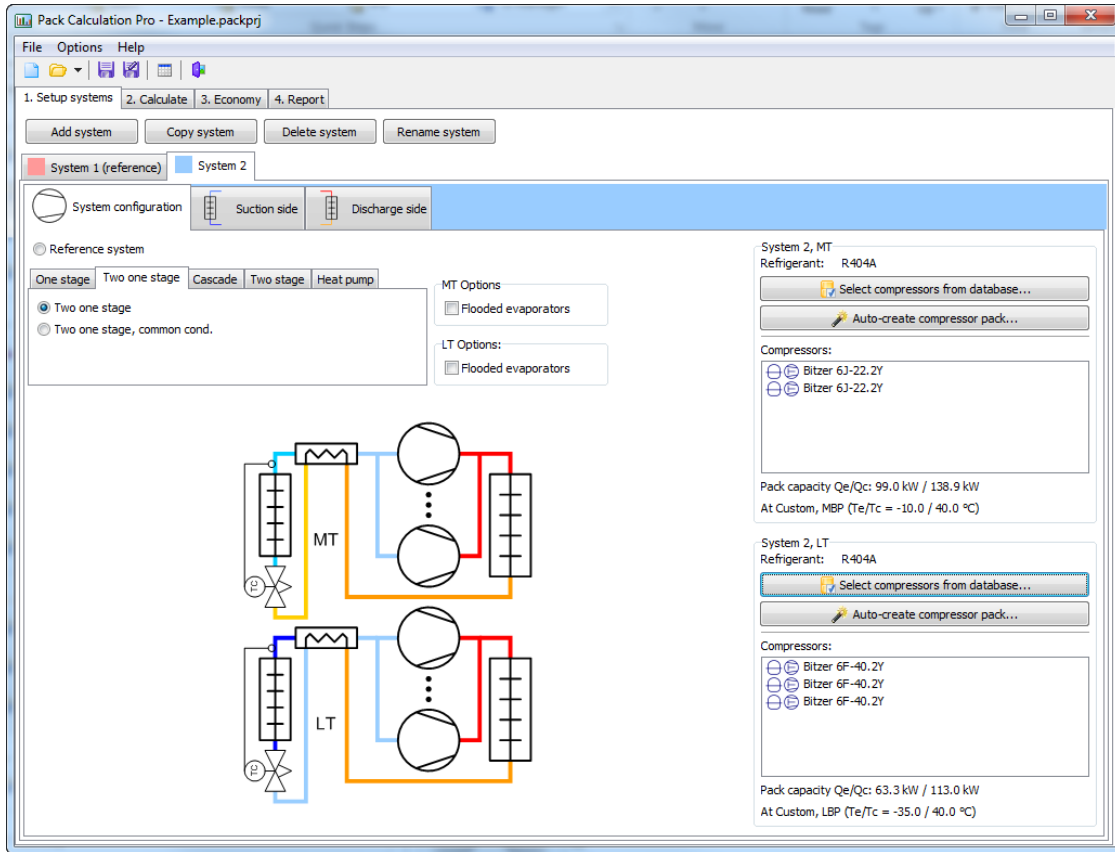 Pack Calculation Pro - Example.packprj
File Options Help
1. Setup systems 2. Calculate 3. Economy 4. Report
Add system Copy system Delete system Rename system
System 1 (reference) System 2
System configuration Suction side Discharge side
Reference system
One stage Two one stage Cascade Two stage Heat pump
Two one stage
Two one stage, common cond.
MT Options
Flooded evaporators
LT Options:
Flooded evaporators
MT
TC
LT
TC
System 2, MT
Refrigerant: R404A
Select compressors from database...
Auto-create compressor pack...
Compressors:
Bitzer 6J-22.2Y
Bitzer 6J-22.2Y
Pack capacity Qe/Qc: 99.0 kW / 138.9 kW
At Custom, MBP (Te/Tc = -10.0 / 40.0 ºC)
System 2, LT
Refrigerant: R404A
Select compressors from database...
Auto-create compressor pack...
Compressors:
Bitzer 6F-40.2Y
Bitzer 6F-40.2Y
Bitzer 6F-40.2Y
Pack capacity Qe/Qc: 63.3 kW / 113.0 kW
At Custom, LBP (Te/Tc = -35.0 / 40.0 ºC)